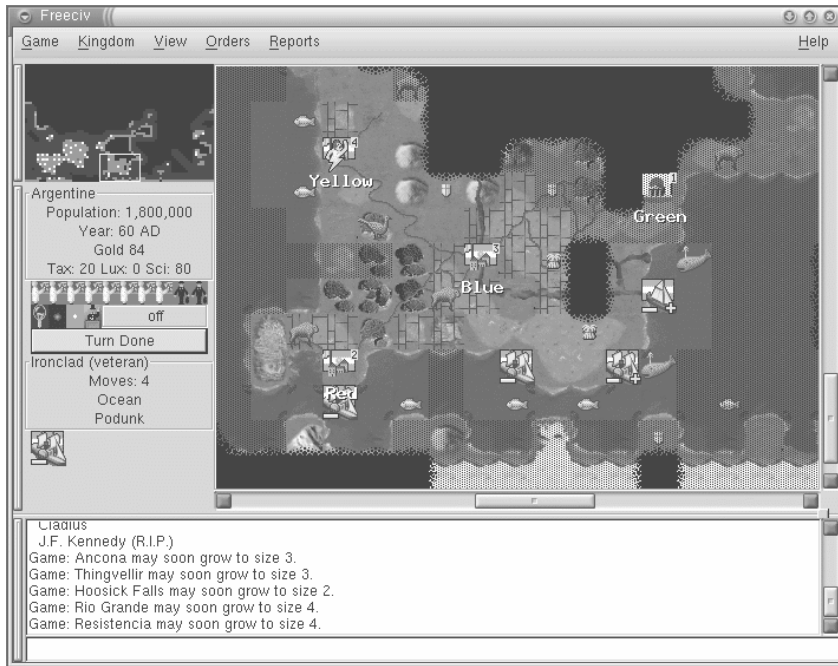 Freeciv
Game Kingdom View Orders Reports Help
Argentine
Population: 1,800,000
Year: 60 AD
Gold 84
Tax: 20 Lux: 0 Sci: 80
off
Turn Done
Ironclad (veteran)
Moves: 4
Ocean
Podunk
4
Yellow
1
Green
3
Blue
2
Red
Cladius
J.F. Kennedy (R.I.P.)
Game: Ancona may soon grow to size 3.
Game: Thingvellir may soon grow to size 3.
Game: Hoosick Falls may soon grow to size 2.
Game: Rio Grande may soon grow to size 4.
Game: Resistencia may soon grow to size 4.